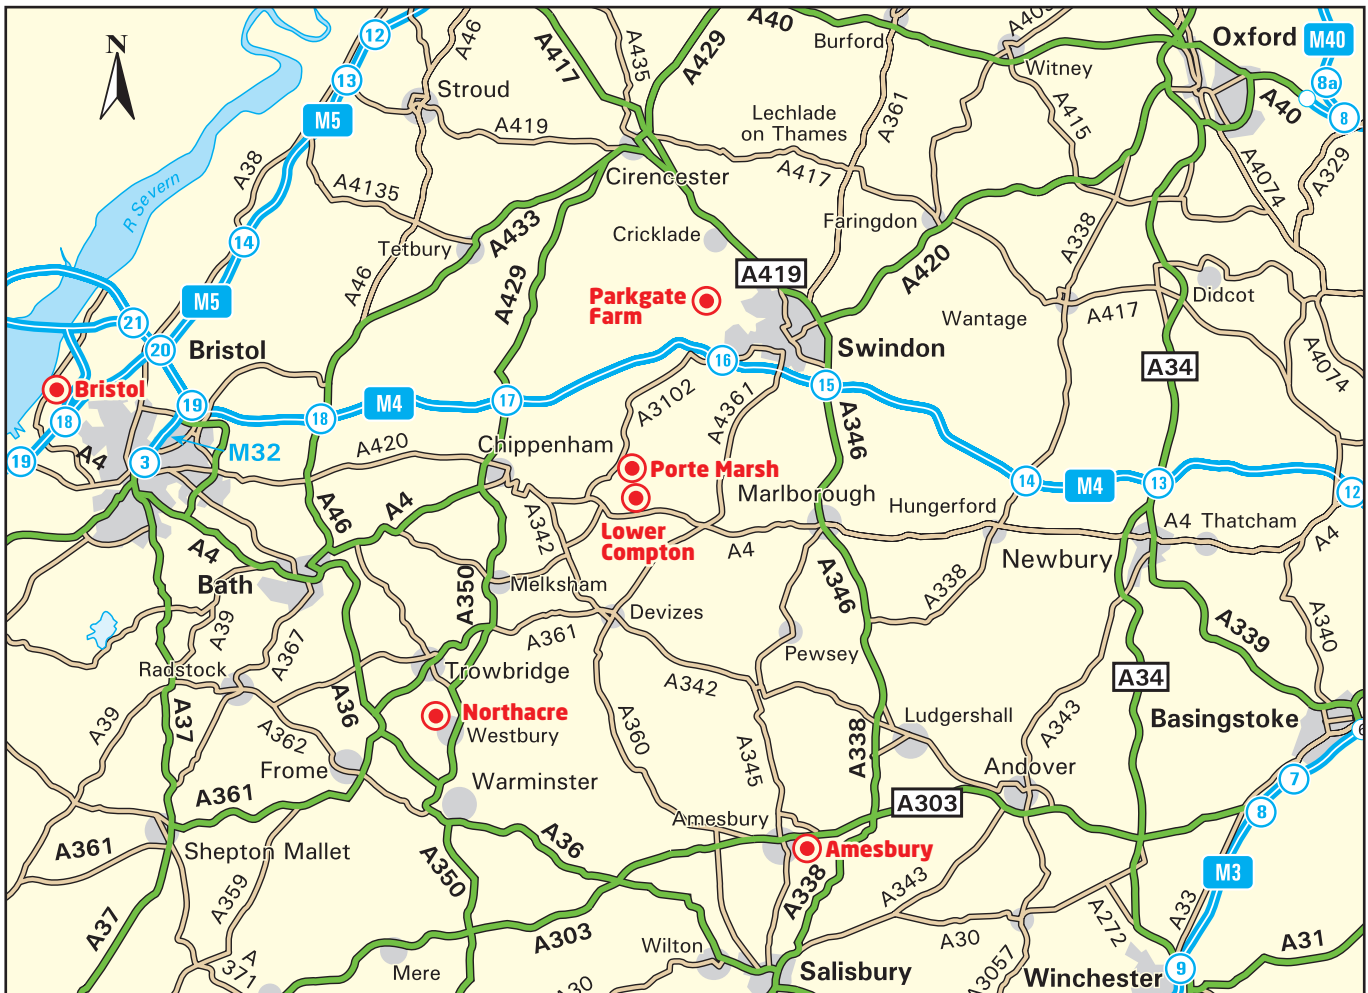 N
12
A46
A417
A435
A429
A40
Burford
A40
Witney
Oxford
M40
8a
8
A40
13
Stroud
M5
A419
Lechlade
on Thames
A361
A415
A4074
A329
A38
A4135
R Severn
Cirencester
A417
A433
Tetbury
Cricklade
Faringdon
A338
14
A46
A429
A419
A420
M5
Parkgate
Farm
Didcot
A417
Wantage
21
20
Bristol
16
Swindon
A34
A4074
Bristol
19
18
18
M4
17
A3102
A4361
15
A346
A4
M32
A420
Chippenham
19
3
Porte Marsh
Marlborough
14
M4
13
12
Hungerford
Lower
Compton
A46
A4
A342
A4
A4
Thatcham
A4
Newbury
A4
Bath
A350
Melksham
A346
A338
A39
A367
A361
Devizes
A339
A340
Radstock
Trowbridge
Pewsey
A342
A34
A39
A37
A36
Northacre
Westbury
A360
A338
Ludgershall
A343
Basingstoke
6
A362
Frome
A345
Andover
7
Warminster
A361
A303
8
Amesbury
A361
Shepton Mallet
A36
Amesbury
A350
M3
A359
A338
A343
A37
A303
A30
A272
A33
A31
Wilton
A
371
Mere
A30
Salisbury
A3057
Winchester
9